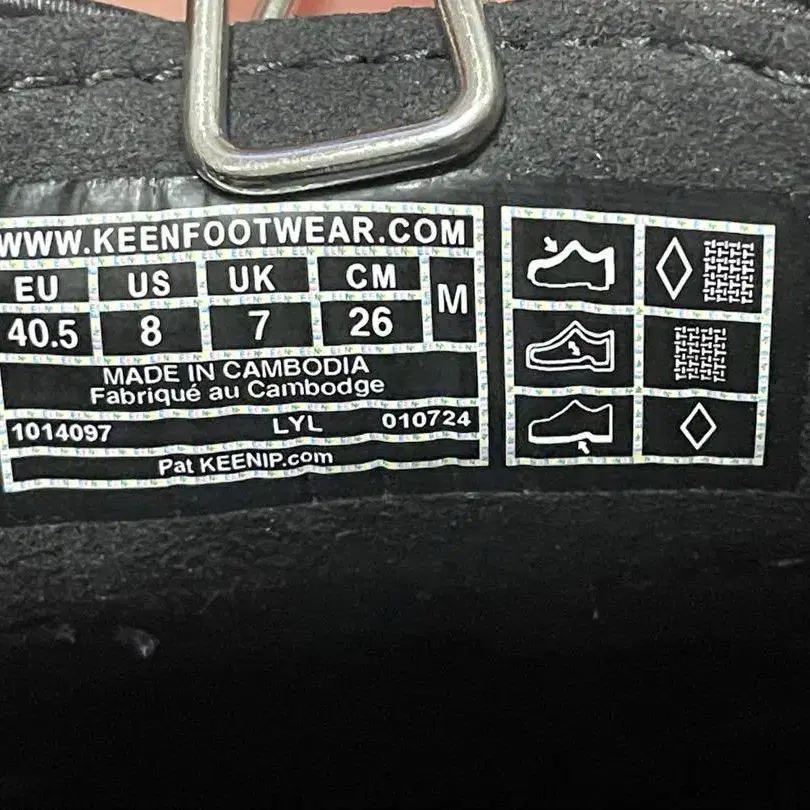 WWW.KEENFOOTWEAR.COM
EU US UK CM M
40.5 8 7 26
MADE IN CAMBODIA
Fabriqué au Cambodge
1014097 LYL 010724
Pat KEENIP.com